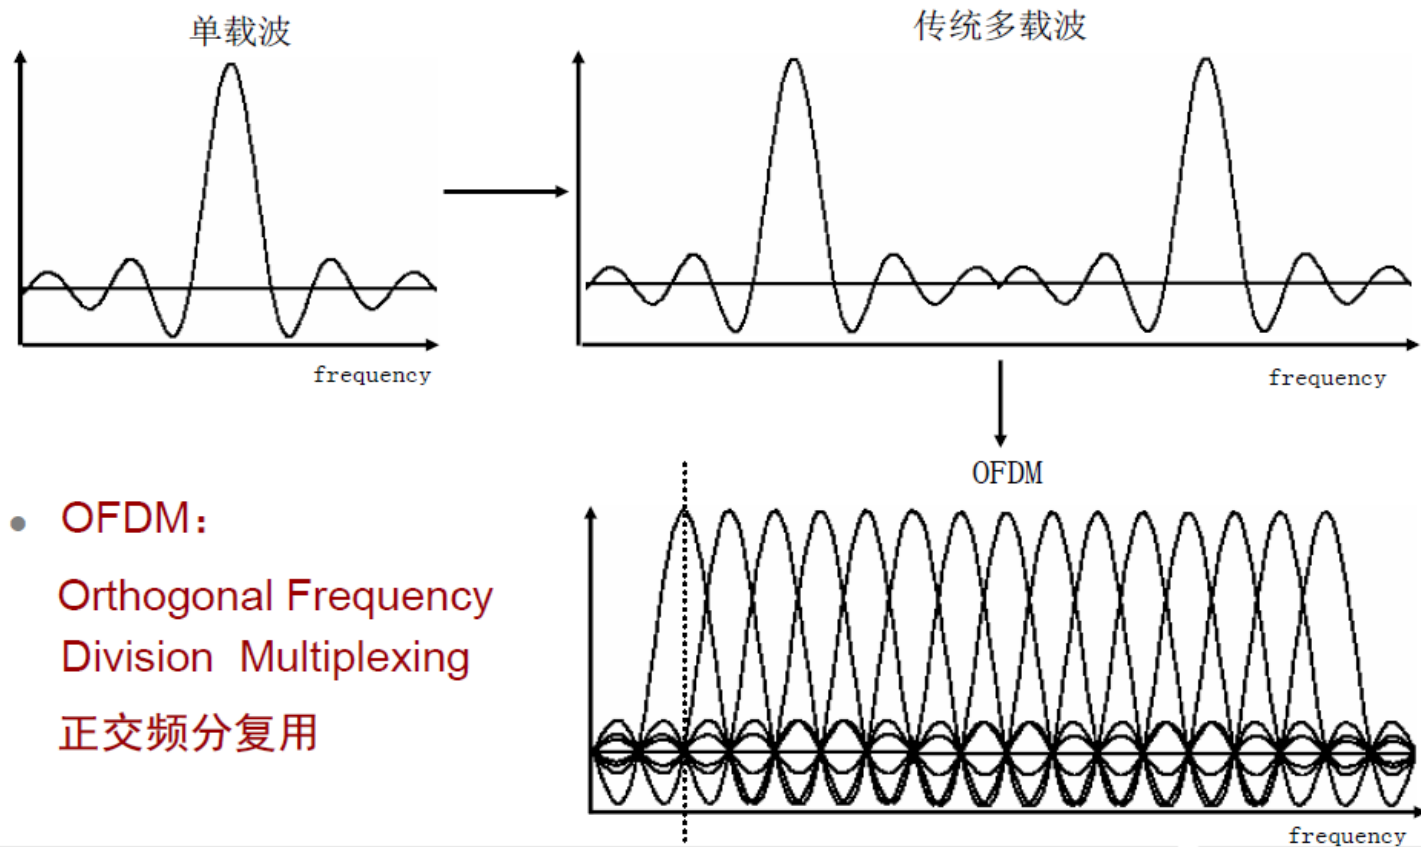 单载波
传统多载波
frequency
frequency
OFDM
• OFDM：
Orthogonal Frequency
Division Multiplexing
正交频分复用
frequency